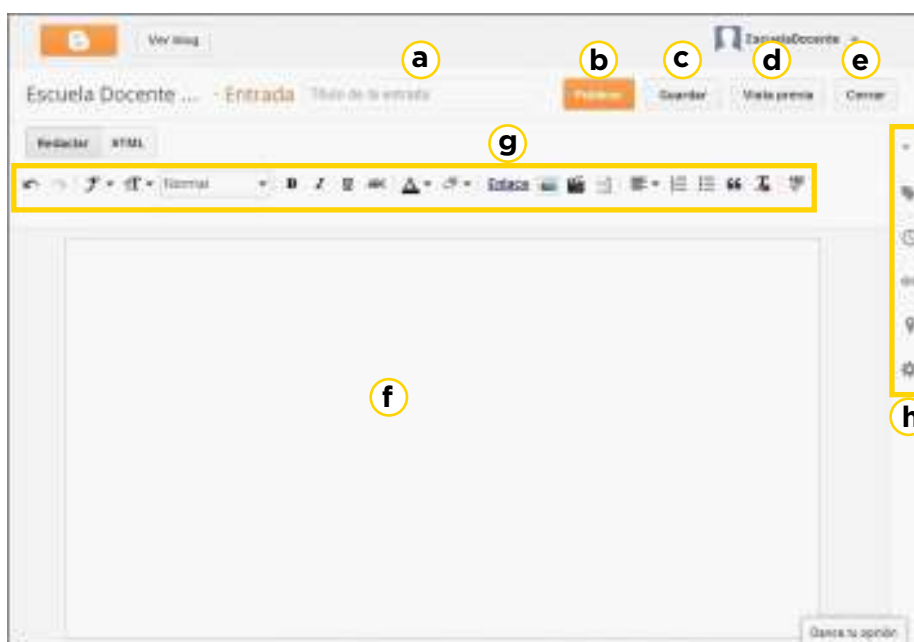 Ver blog
EscuelaDocente
a b c d e
Escuela Docente ... · Entrada Título de la entrada Publicar Guardar Vista previa Cerrar
Redactar HTML
g
Normal B I U ABC A Enlace
f
h
Danos tu opinión